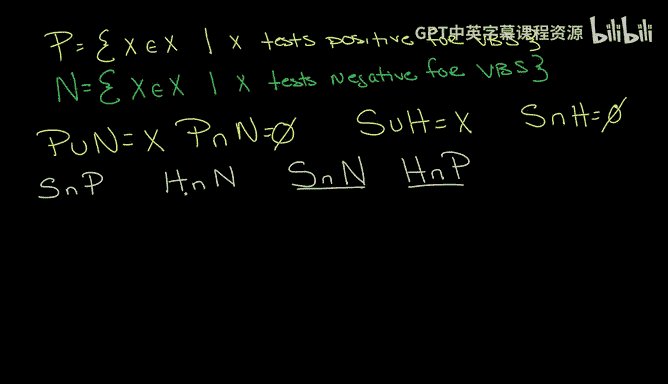 GPT中英字幕课程资源 bilibili
P = { x ∈ X | x tests positive for VBS }
N = { x ∈ X | x tests negative for VBS }
P ∪ N = X P ∩ N = ∅ S ∪ H = X S ∩ H = ∅
S ∩ P H ∩ N S ∩ N H ∩ P